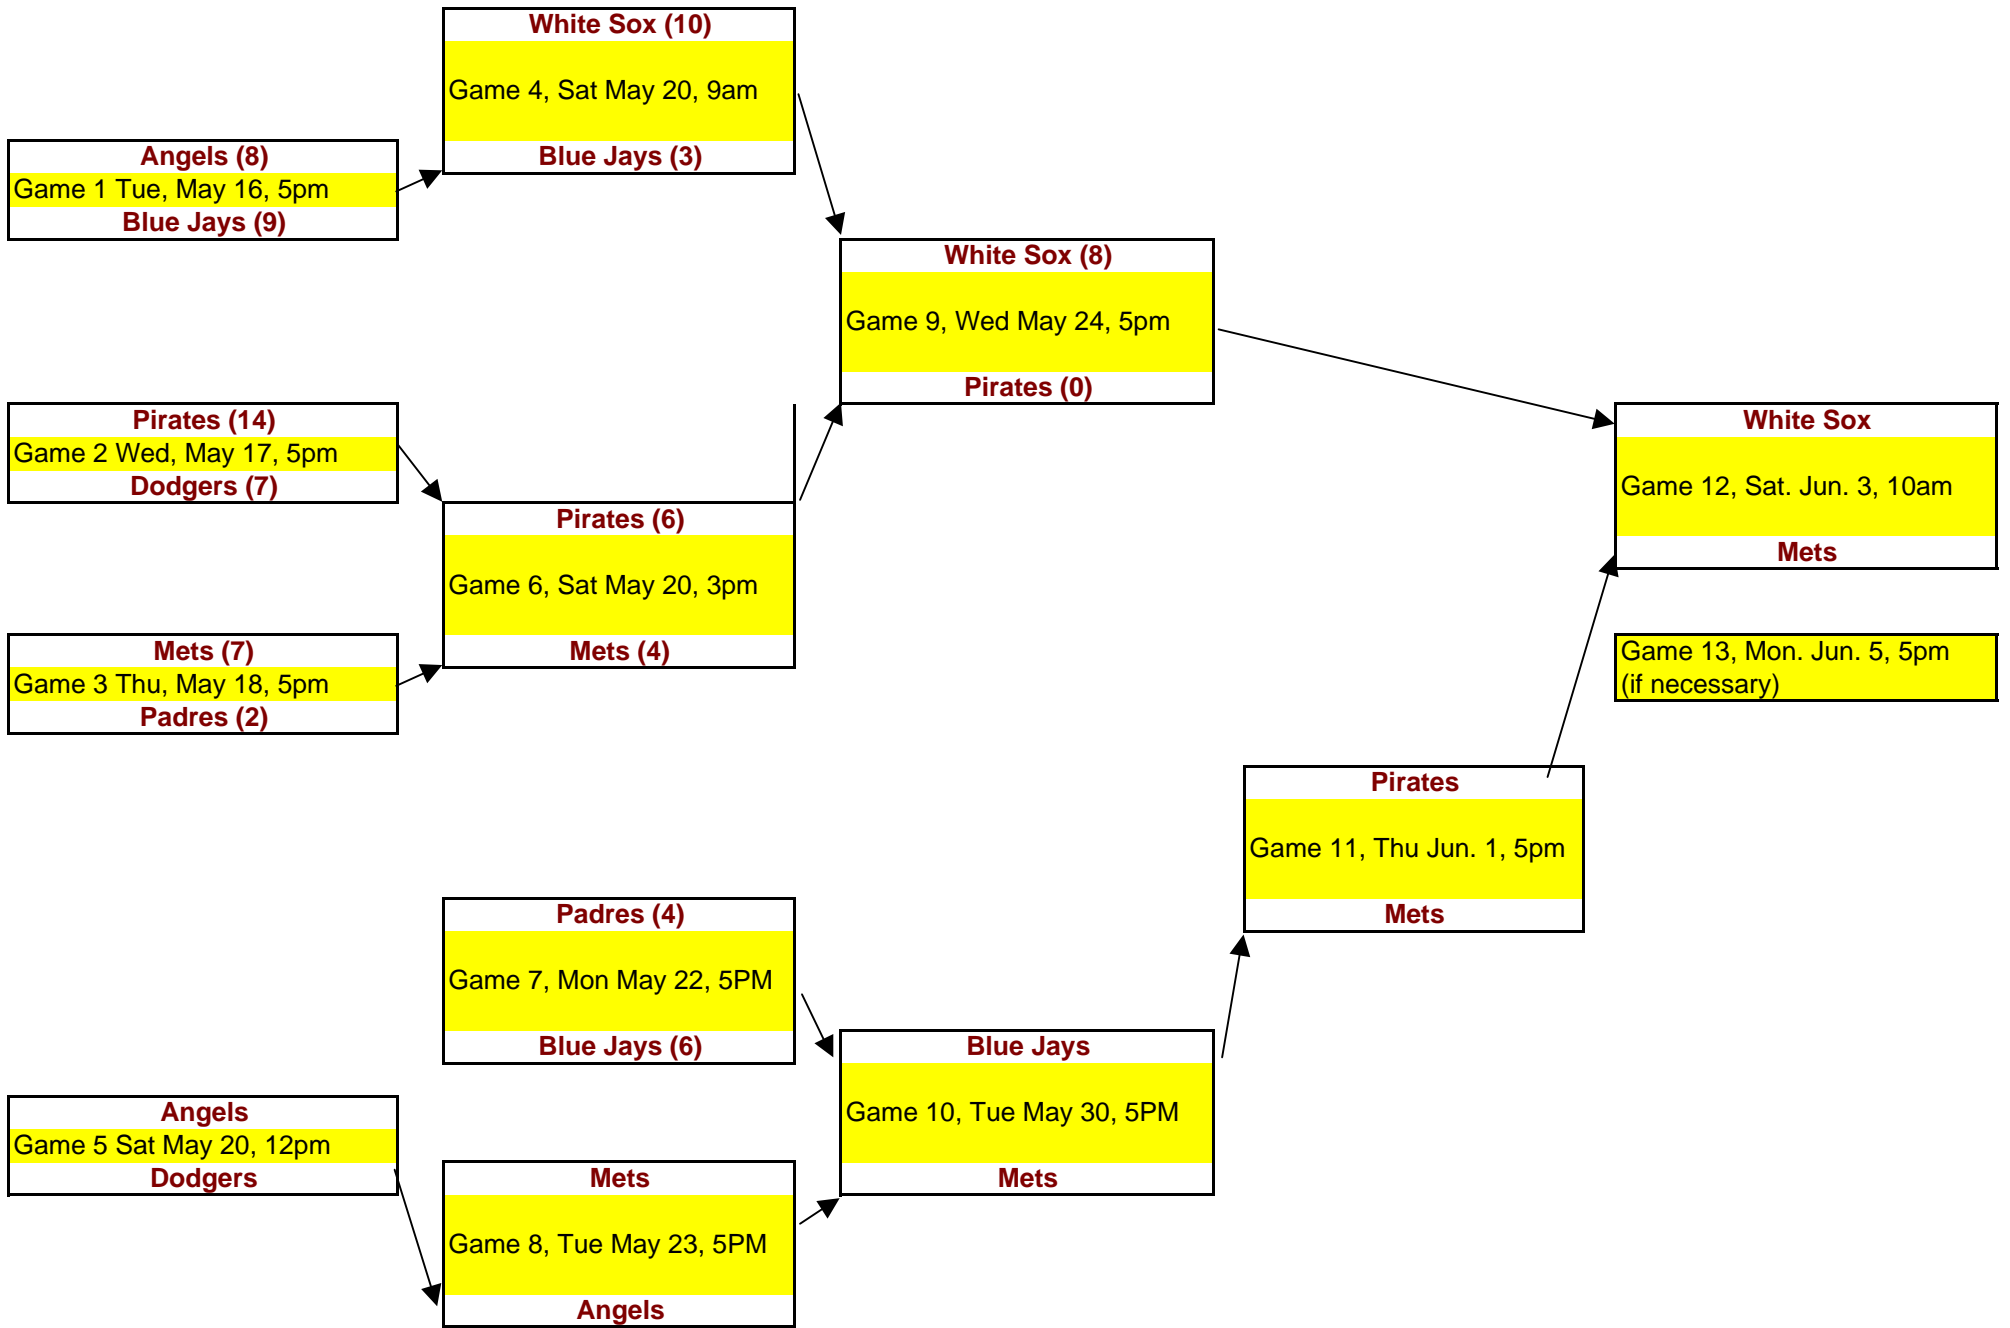 White Sox (10)
Game 4, Sat May 20, 9am
Blue Jays (3)
Angels (8)
Game 1 Tue, May 16, 5pm
Blue Jays (9)
White Sox (8)
Game 9, Wed May 24, 5pm
Pirates (0)
Pirates (14)
Game 2 Wed, May 17, 5pm
Dodgers (7)
White Sox
Game 12, Sat. Jun. 3, 10am
Mets
Pirates (6)
Game 6, Sat May 20, 3pm
Mets (4)
Mets (7)
Game 3 Thu, May 18, 5pm
Padres (2)
Game 13, Mon. Jun. 5, 5pm
(if necessary)
Pirates
Game 11, Thu Jun. 1, 5pm
Mets
Padres (4)
Game 7, Mon May 22, 5PM
Blue Jays (6)
Blue Jays
Game 10, Tue May 30, 5PM
Mets
Angels
Game 5 Sat May 20, 12pm
Dodgers
Mets
Game 8, Tue May 23, 5PM
Angels